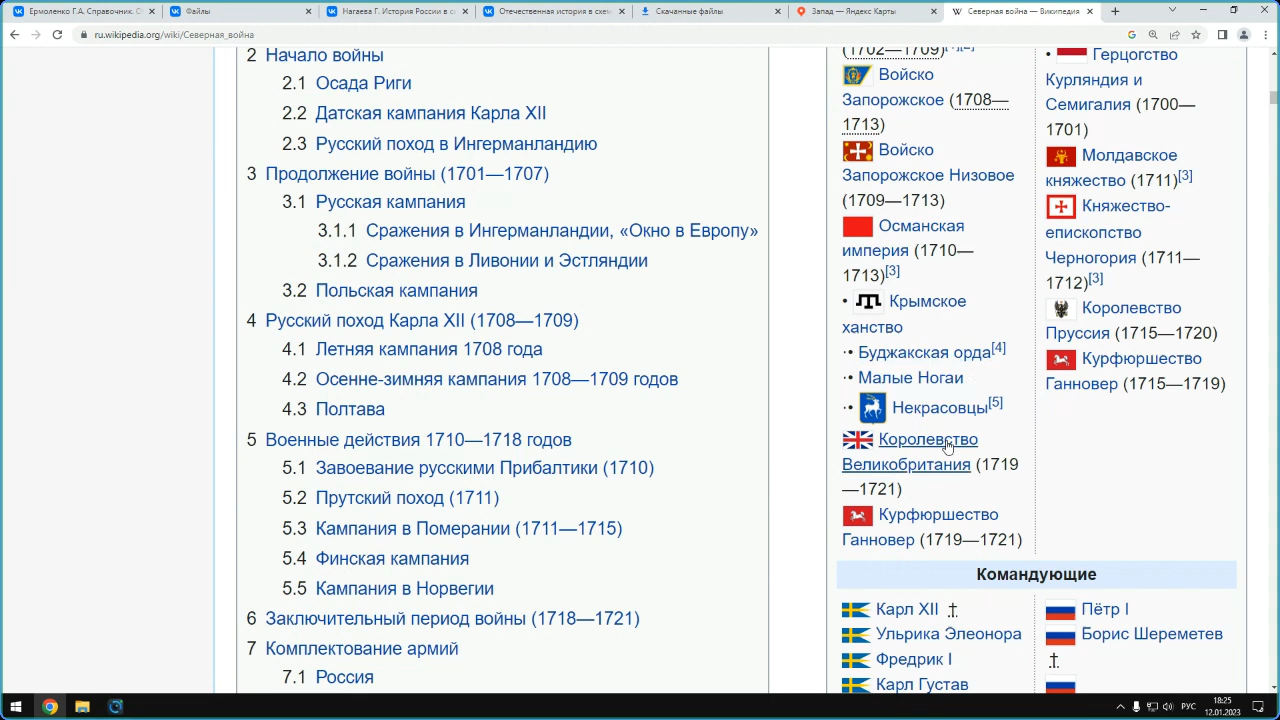 Ермоленко Г.А. Справочник. О
Файлы
Нагаева Г. История России в сх
Отечественная история в схем
Скачанные файлы
Запад — Яндекс Карты
Северная война — Википедия
ru.wikipedia.org/wiki/Северная_война
2 Начало войны
2.1 Осада Риги
2.2 Датская кампания Карла XII
2.3 Русский поход в Ингерманландию
3 Продолжение войны (1701—1707)
3.1 Русская кампания
3.1.1 Сражения в Ингерманландии, «Окно в Европу»
3.1.2 Сражения в Ливонии и Эстляндии
3.2 Польская кампания
4 Русский поход Карла XII (1708—1709)
4.1 Летняя кампания 1708 года
4.2 Осенне-зимняя кампания 1708—1709 годов
4.3 Полтава
5 Военные действия 1710—1718 годов
5.1 Завоевание русскими Прибалтики (1710)
5.2 Прутский поход (1711)
5.3 Кампания в Померании (1711—1715)
5.4 Финская кампания
5.5 Кампания в Норвегии
6 Заключительный период войны (1718—1721)
7 Комплектование армий
7.1 Россия
(1702—1709)
Войско
Запорожское (1708—
1713)
Войско
Запорожское Низовое
(1709—1713)
Османская
империя (1710—
1713)[3]
• Крымское
ханство
·• Буджакская орда[4]
·• Малые Ногаи
·• Некрасовцы[5]
Королевство
Великобритания (1719
—1721)
Курфюршество
Ганновер (1719—1721)
• Герцогство
Курляндия и
Семигалия (1700—
1701)
Молдавское
княжество (1711)[3]
Княжество-
епископство
Черногория (1711—
1712)[3]
Королевство
Пруссия (1715—1720)
Курфюршество
Ганновер (1715—1719)
Командующие
Карл XII †
Ульрика Элеонора
Фредрик I
Карл Густав
Пётр I
Борис Шереметев
†
РУС
18:25
12.01.2023